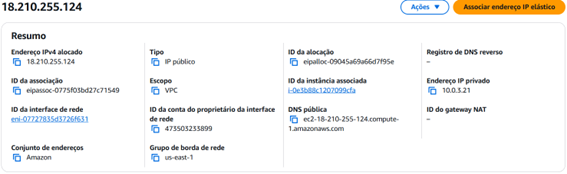 18.210.255.124
Ações
Associar endereço IP elástico
Resumo
Endereço IPv4 alocado
18.210.255.124
Tipo
IP público
ID da alocação
eipalloc-09045a69a66d7f95e
Registro de DNS reverso
–
ID da associação
eipassoc-0775f03bd27c71549
Escopo
VPC
ID da instância associada
i-0e3b88c1207099cfa
Endereço IP privado
10.0.3.21
ID da interface de rede
eni-07727835d3726f631
ID da conta do proprietário da interface
de rede
473503233899
DNS pública
ec2-18-210-255-124.compute-
1.amazonaws.com
ID do gateway NAT
–
Conjunto de endereços
Amazon
Grupo de borda de rede
us-east-1